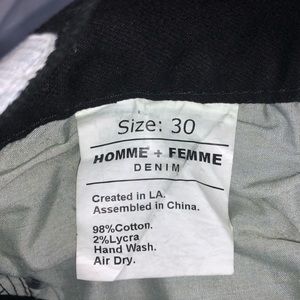 Size: 30
HOMME + FEMME
DENIM
Created in LA.
Assembled in China.
98%Cotton.
2%Lycra
Hand Wash.
Air Dry.